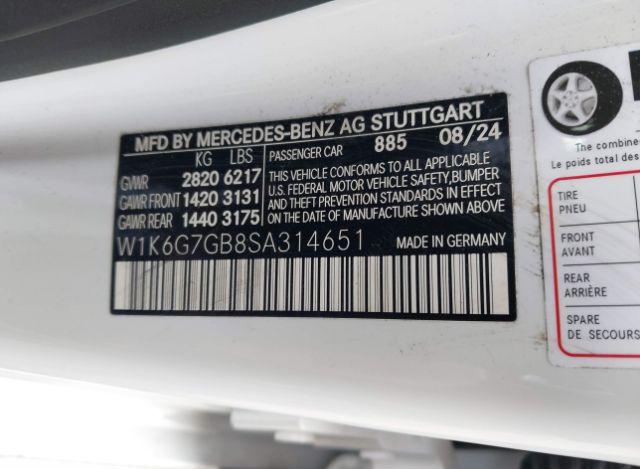 MFD BY MERCEDES-BENZ AG STUTTGART
KG LBS PASSENGER CAR 885 08/24
GVWR 2820 6217
GAWR FRONT 1420 3131
GAWR REAR 1440 3175
THIS VEHICLE CONFORMS TO ALL APPLICABLE
U.S. FEDERAL MOTOR VEHICLE SAFETY, BUMPER
AND THEFT PREVENTION STANDARDS IN EFFECT
ON THE DATE OF MANUFACTURE SHOWN ABOVE
W1K6G7GB8SA314651 MADE IN GERMANY
The combine
Le poids total des
TIRE
PNEU
FRONT
AVANT
REAR
ARRIÈRE
SPARE
DE SECOURS